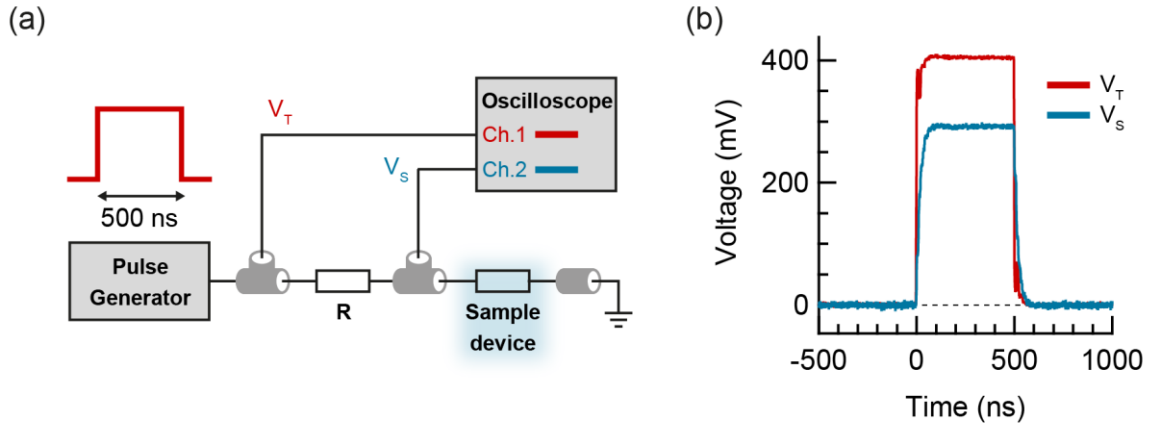 (a)
500 ns
Pulse
Generator
V_T
V_S
R
Sample
device
Oscilloscope
Ch.1
Ch.2
(b)
Voltage (mV)
400
200
0
V_T
V_S
-500
0
500
1000
Time (ns)